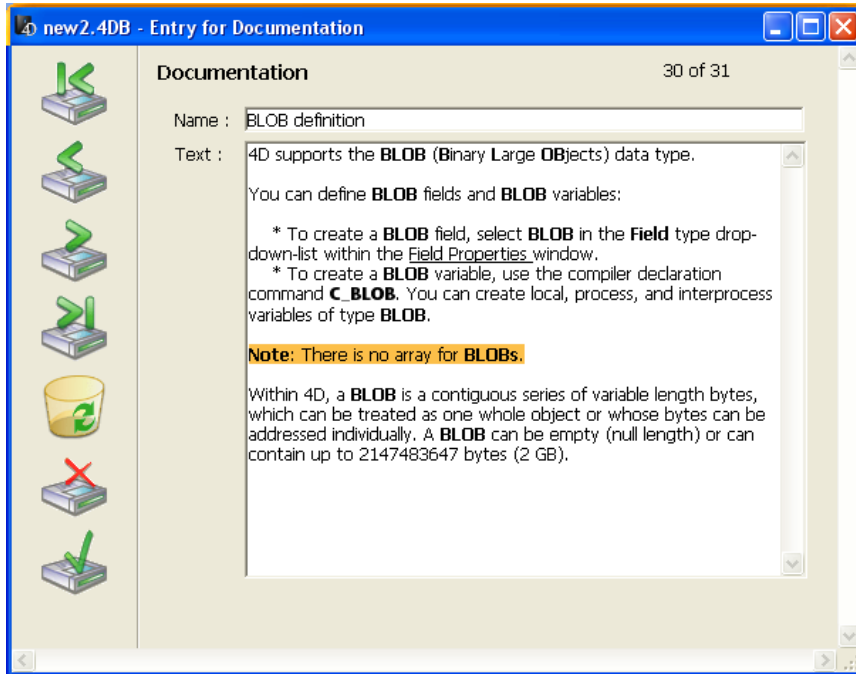 new2.4DB - Entry for Documentation
Documentation
30 of 31
Name :
BLOB definition
Text :
4D supports the BLOB (Binary Large OBjects) data type.
You can define BLOB fields and BLOB variables:
* To create a BLOB field, select BLOB in the Field type drop-
down-list within the Field Properties window.
* To create a BLOB variable, use the compiler declaration
command C_BLOB. You can create local, process, and interprocess
variables of type BLOB.
Note: There is no array for BLOBs.
Within 4D, a BLOB is a contiguous series of variable length bytes,
which can be treated as one whole object or whose bytes can be
addressed individually. A BLOB can be empty (null length) or can
contain up to 2147483647 bytes (2 GB).